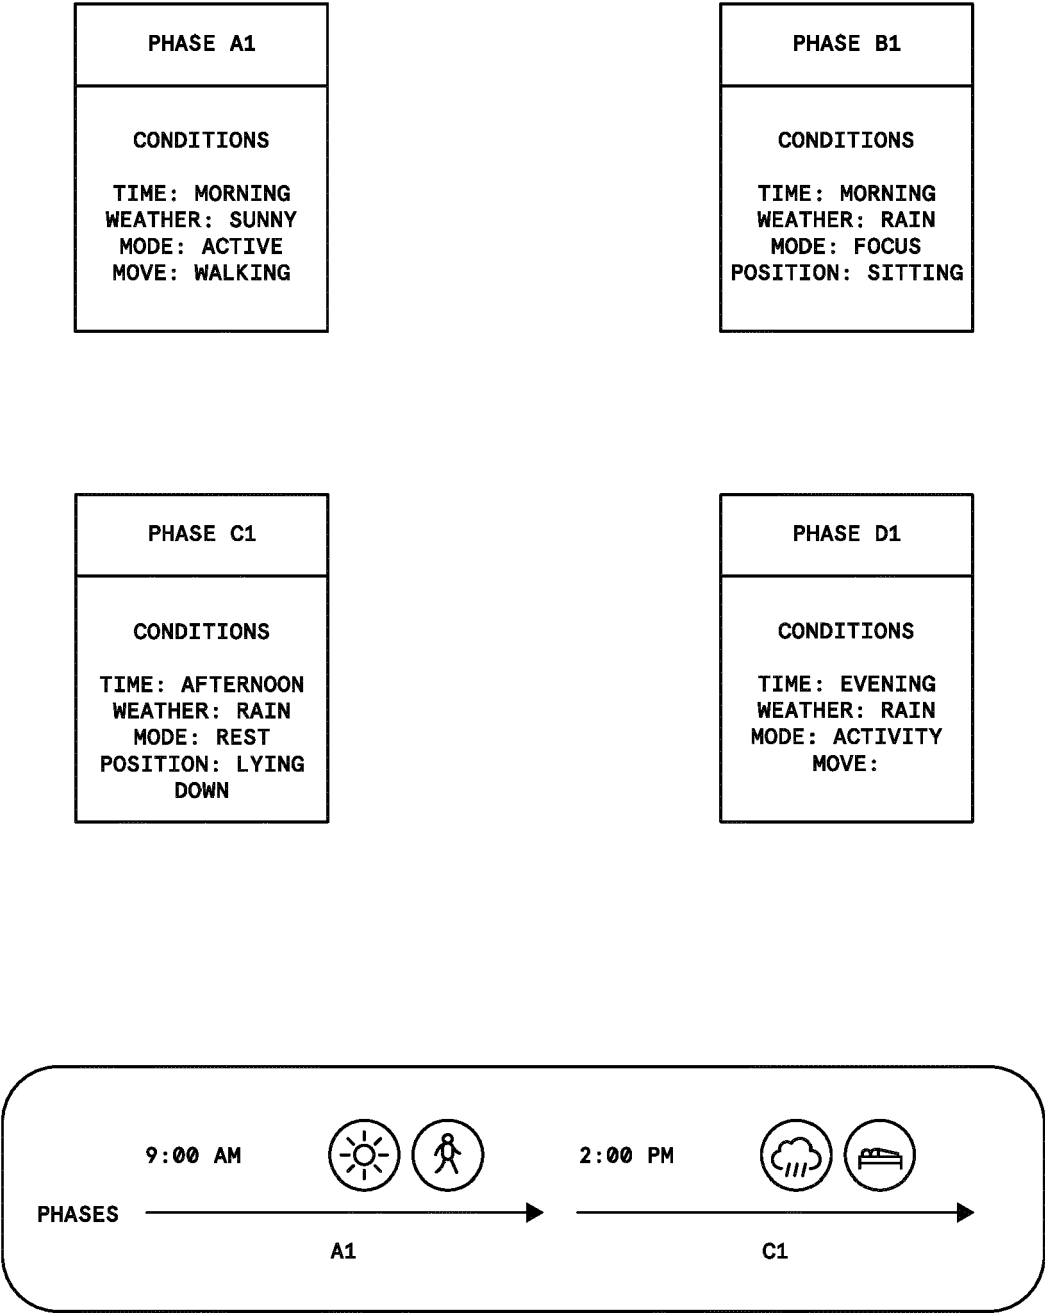 PHASE A1
CONDITIONS
TIME: MORNING
WEATHER: SUNNY
MODE: ACTIVE
MOVE: WALKING
PHASE B1
CONDITIONS
TIME: MORNING
WEATHER: RAIN
MODE: FOCUS
POSITION: SITTING
PHASE C1
CONDITIONS
TIME: AFTERNOON
WEATHER: RAIN
MODE: REST
POSITION: LYING
DOWN
PHASE D1
CONDITIONS
TIME: EVENING
WEATHER: RAIN
MODE: ACTIVITY
MOVE:
9:00 AM
2:00 PM
PHASES
A1
C1